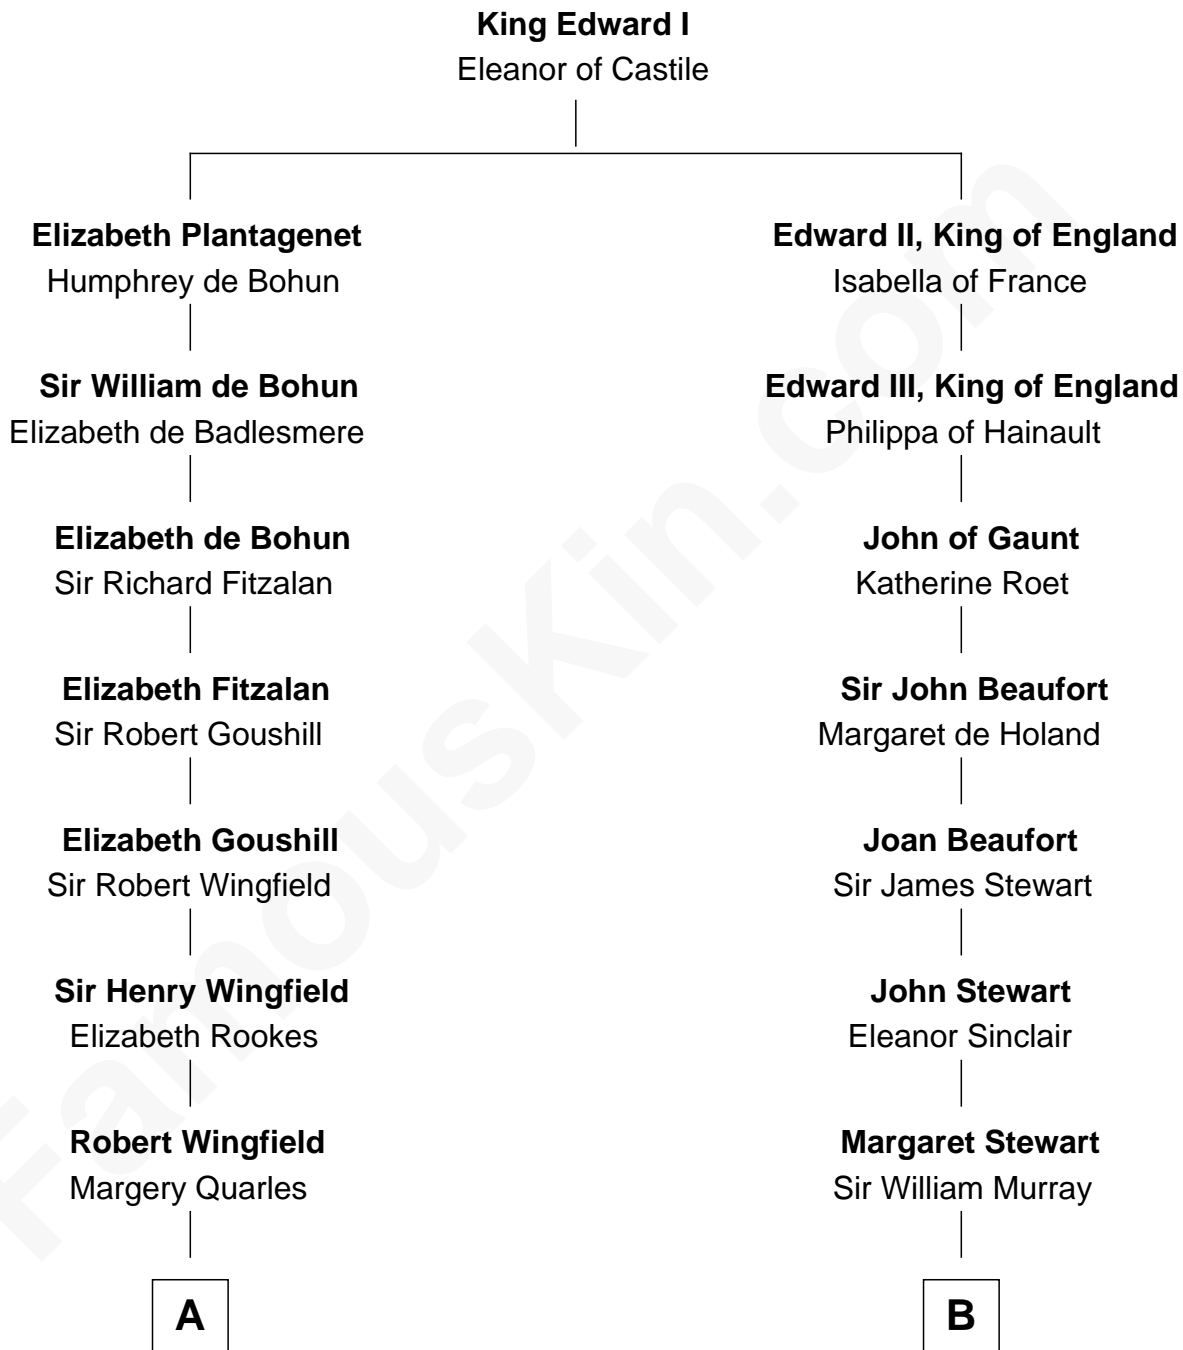 King Edward I
Eleanor of Castile
Elizabeth Plantagenet
Humphrey de Bohun
Edward II, King of England
Isabella of France
Sir William de Bohun
Elizabeth de Badlesmere
Edward III, King of England
Philippa of Hainault
Elizabeth de Bohun
Sir Richard Fitzalan
John of Gaunt
Katherine Roet
Elizabeth Fitzalan
Sir Robert Goushill
Sir John Beaufort
Margaret de Holand
Elizabeth Goushill
Sir Robert Wingfield
Joan Beaufort
Sir James Stewart
Sir Henry Wingfield
Elizabeth Rookes
John Stewart
Eleanor Sinclair
Robert Wingfield
Margery Quarles
Margaret Stewart
Sir William Murray
A
B
FamousKin.com